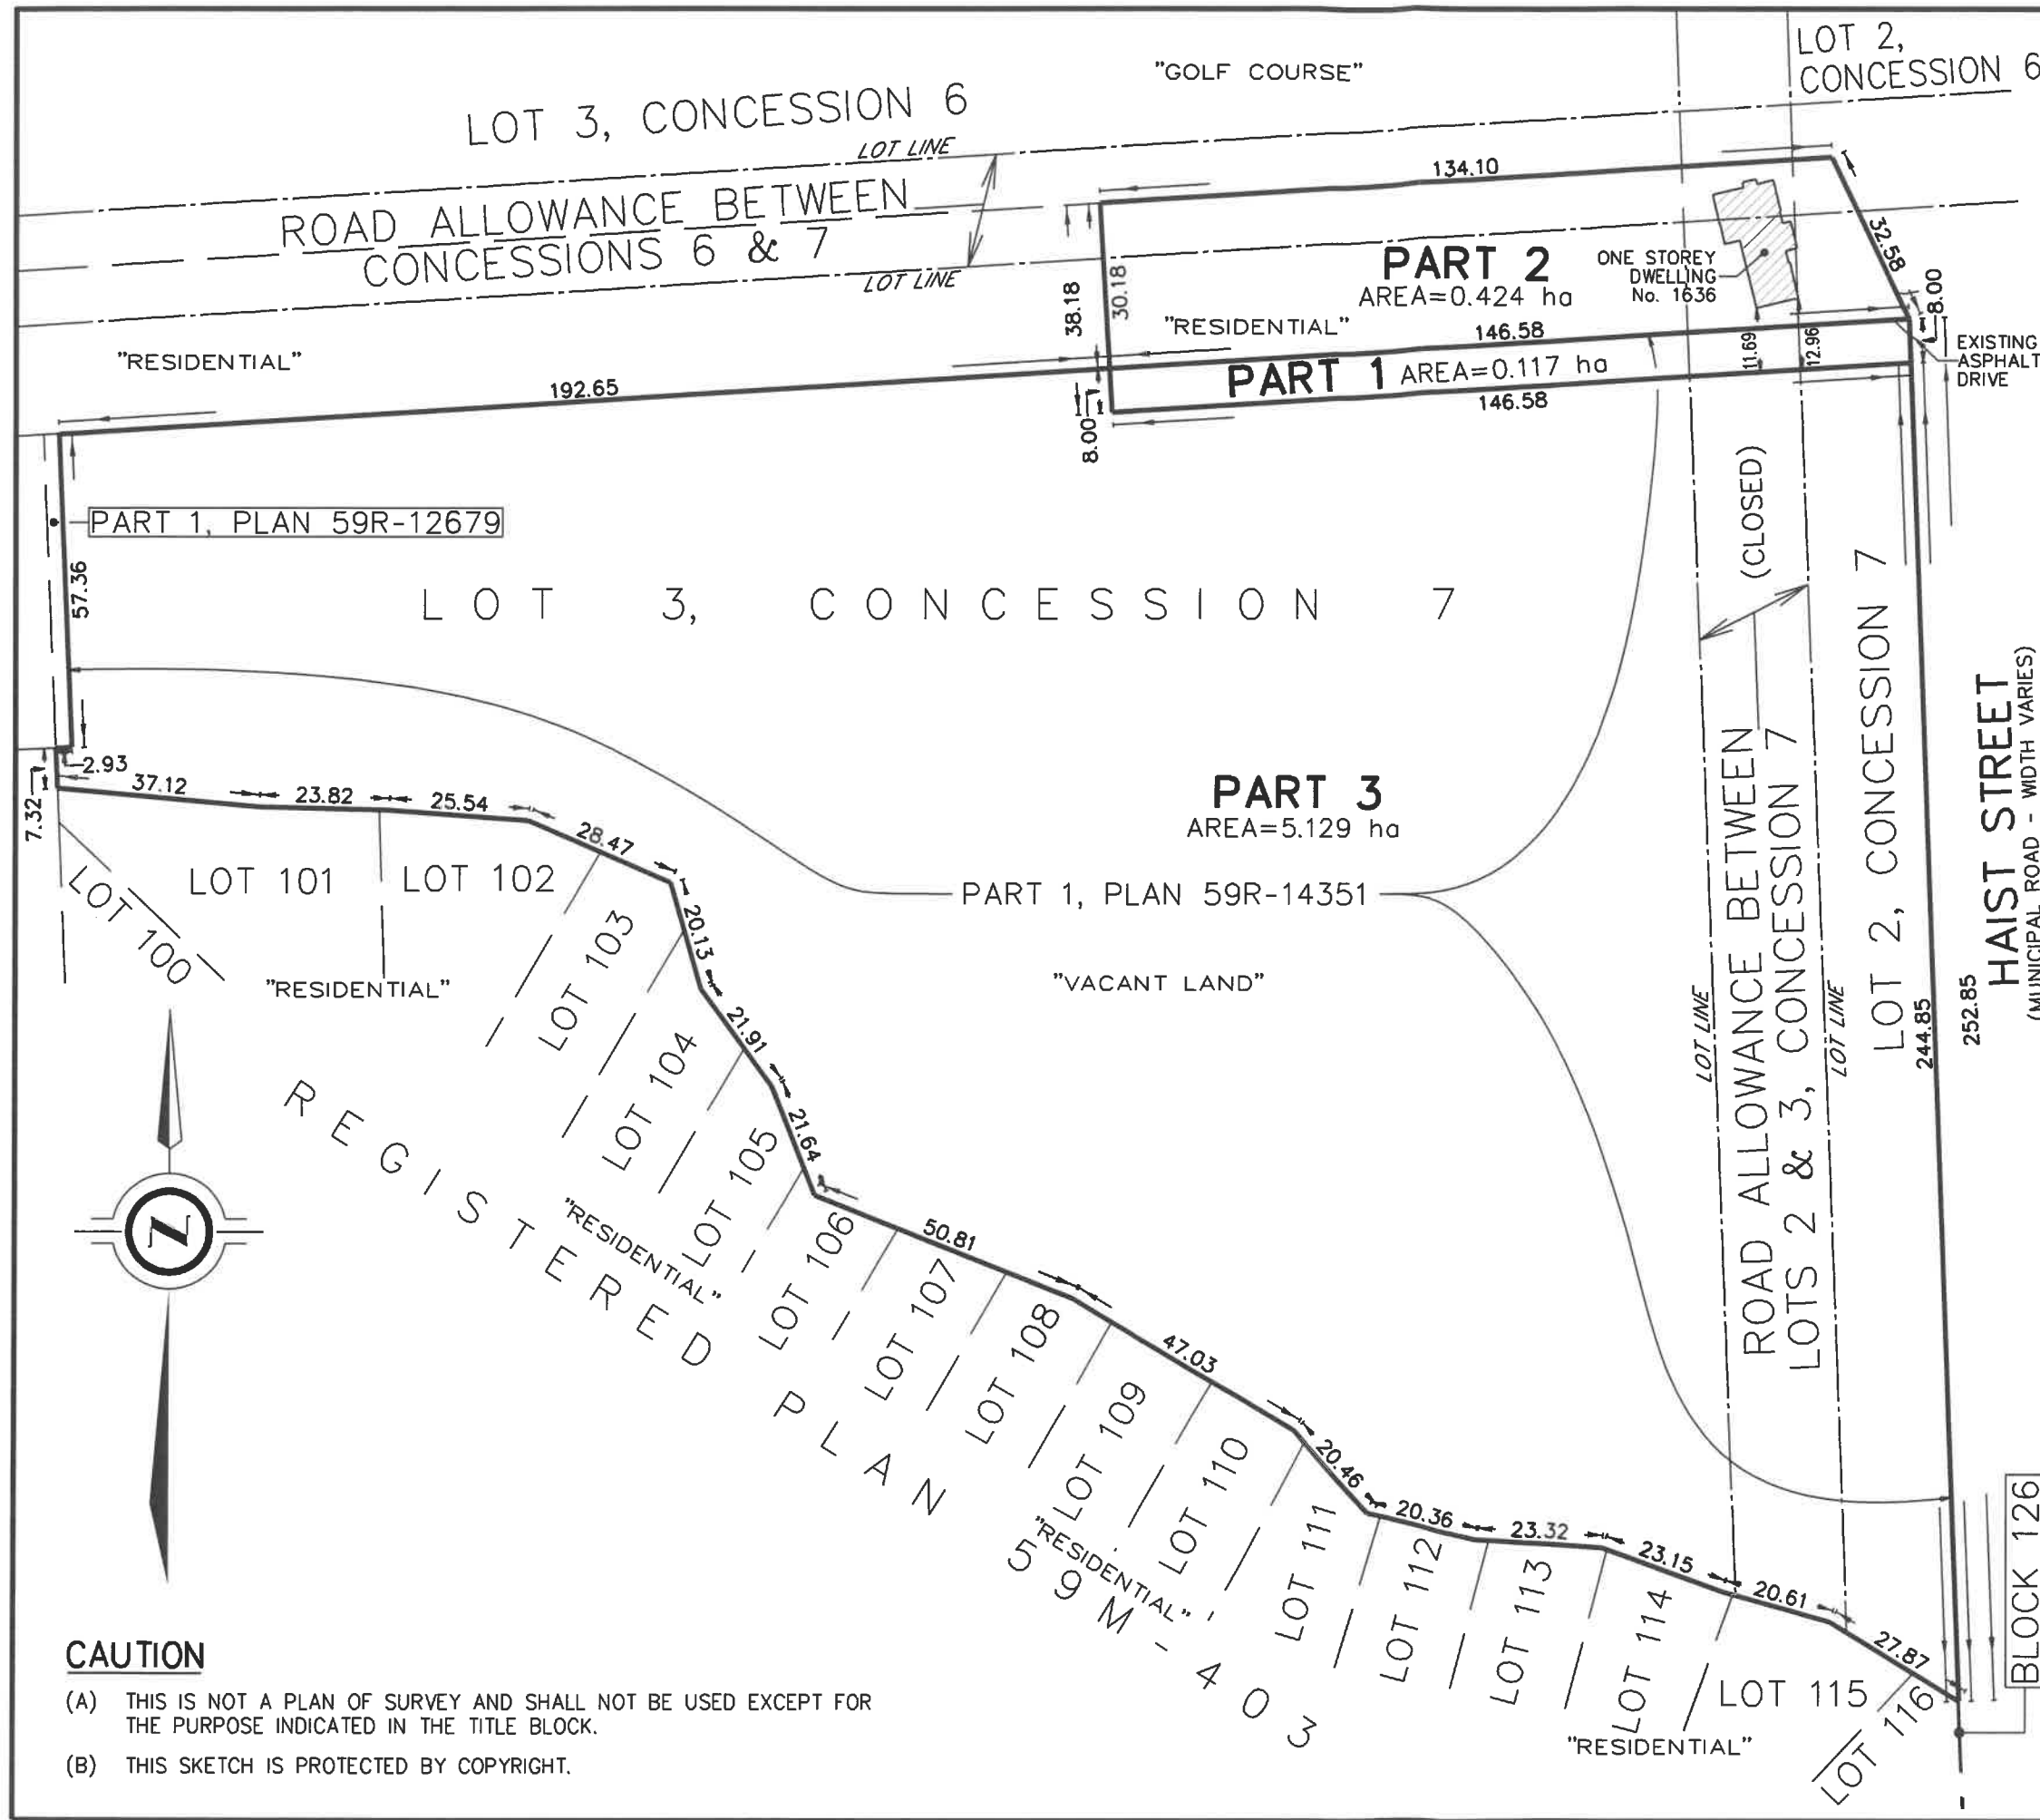 LOT 2,
CONCESSION 6
"GOLF COURSE"
LOT 3, CONCESSION 6
LOT LINE
134.10
ROAD ALLOWANCE BETWEEN
CONCESSIONS 6 & 7
LOT LINE
32.58
PART 2
AREA=0.424 ha
ONE STOREY
DWELLING
No. 1636
38.18
30.18
8.00
"RESIDENTIAL"
146.58
"RESIDENTIAL"
11.69
12.96
EXISTING
ASPHALT
DRIVE
PART 1 AREA=0.117 ha
192.65
146.58
8.00
(CLOSED)
PART 1, PLAN 59R-12679
57.36
LOT 3, CONCESSION 7
2.93
7.32
37.12
23.82
25.54
28.47
PART 3
AREA=5.129 ha
LOT 100
LOT 101
LOT 102
PART 1, PLAN 59R-14351
"VACANT LAND"
"RESIDENTIAL"
20.13
LOT 103
21.91
LOT 104
21.64
LOT 105
"RESIDENTIAL"
LOT LINE
ROAD ALLOWANCE BETWEEN
LOTS 2 & 3, CONCESSION 7
LOT LINE
LOT 2, CONCESSION 7
244.85
252.85
HAIST STREET
(MUNICIPAL ROAD - WIDTH VARIES)
REGISTERED PLAN 59M-403
50.81
LOT 106
LOT 107
LOT 108
47.03
LOT 109
LOT 110
"RESIDENTIAL"
20.46
LOT 111
20.36
LOT 112
23.32
LOT 113
23.15
LOT 114
20.61
LOT 115
27.87
LOT 116
"RESIDENTIAL"
BLOCK 126
N
CAUTION
(A) THIS IS NOT A PLAN OF SURVEY AND SHALL NOT BE USED EXCEPT FOR
THE PURPOSE INDICATED IN THE TITLE BLOCK.
(B) THIS SKETCH IS PROTECTED BY COPYRIGHT.